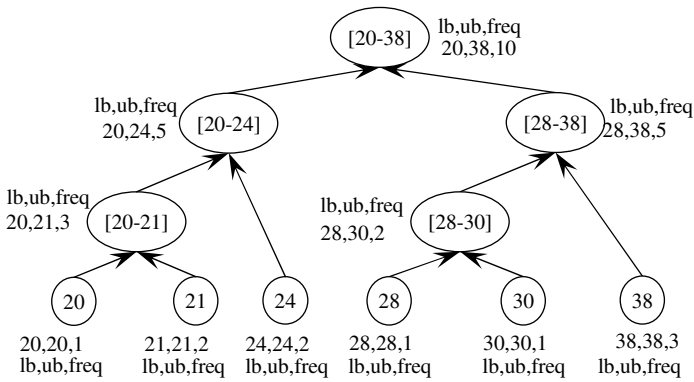 [20-38]
lb,ub,freq
20,38,10
lb,ub,freq
20,24,5
[20-24]
[28-38]
lb,ub,freq
28,38,5
lb,ub,freq
20,21,3
[20-21]
lb,ub,freq
28,30,2
[28-30]
20
21
24
28
30
38
20,20,1
lb,ub,freq
21,21,2
lb,ub,freq
24,24,2
lb,ub,freq
28,28,1
lb,ub,freq
30,30,1
lb,ub,freq
38,38,3
lb,ub,freq